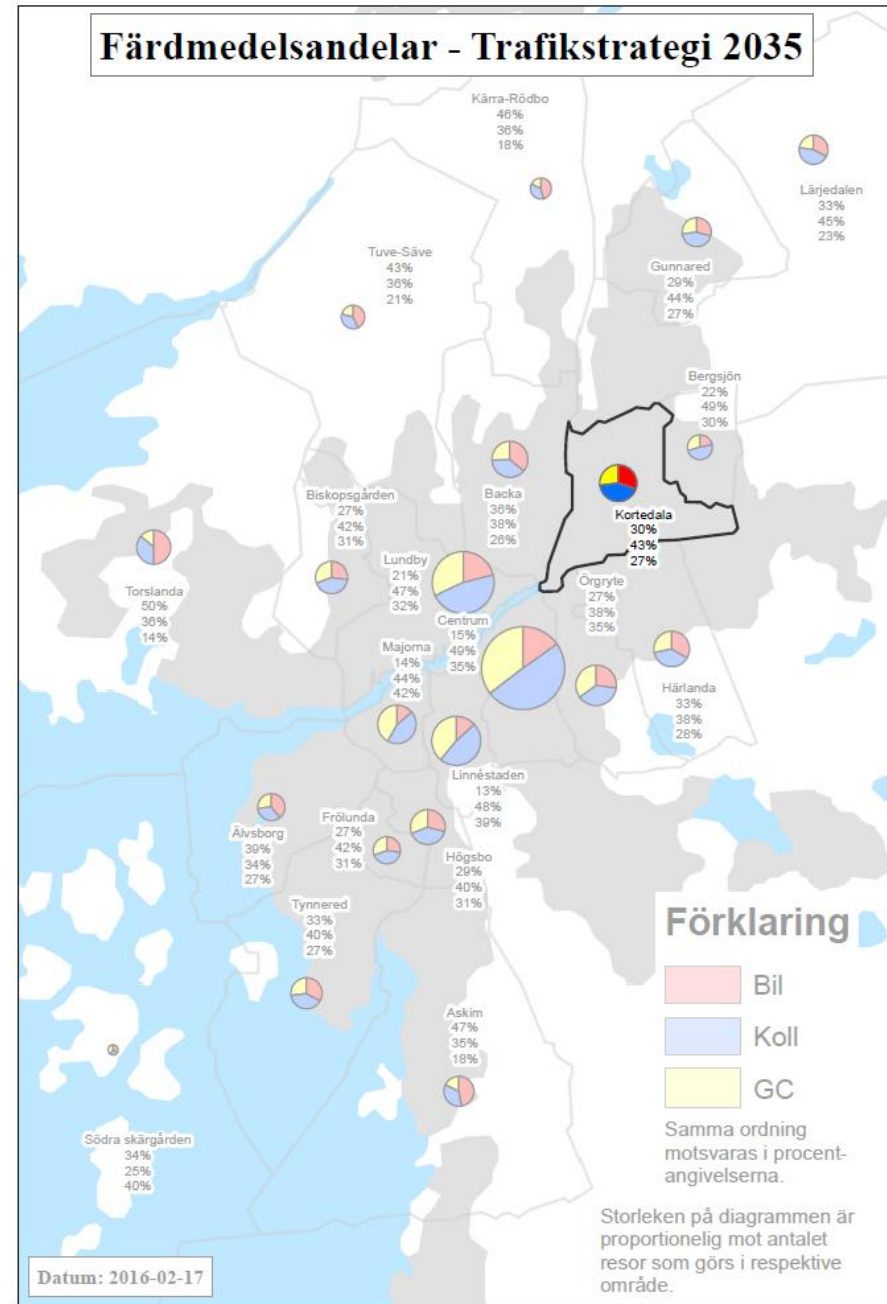 Färdmedelsandelar - Trafikstrategi 2035
Kärra-Rödbo
46%
36%
18%
Lärjedalen
33%
45%
23%
Tuve-Säve
43%
36%
21%
Gunnared
29%
44%
27%
Bergsjön
22%
49%
30%
Backa
36%
38%
26%
Kortedala
30%
43%
27%
Biskopsgården
27%
42%
31%
Lundby
21%
47%
32%
Torslanda
50%
36%
14%
Örgryte
27%
38%
35%
Centrum
15%
49%
35%
Majorna
14%
44%
42%
Härlanda
33%
38%
28%
Linnéstaden
13%
48%
39%
Älvsborg
39%
34%
27%
Frölunda
27%
42%
31%
Högsbo
29%
40%
31%
Tynnered
33%
40%
27%
Askim
47%
35%
18%
Södra skärgården
34%
25%
40%
Förklaring
Bil
Koll
GC
Samma ordning
motsvaras i procent-
angivelserna.
Storleken på diagrammen är
proportionelig mot antalet
resor som görs i respektive
område.
Datum: 2016-02-17